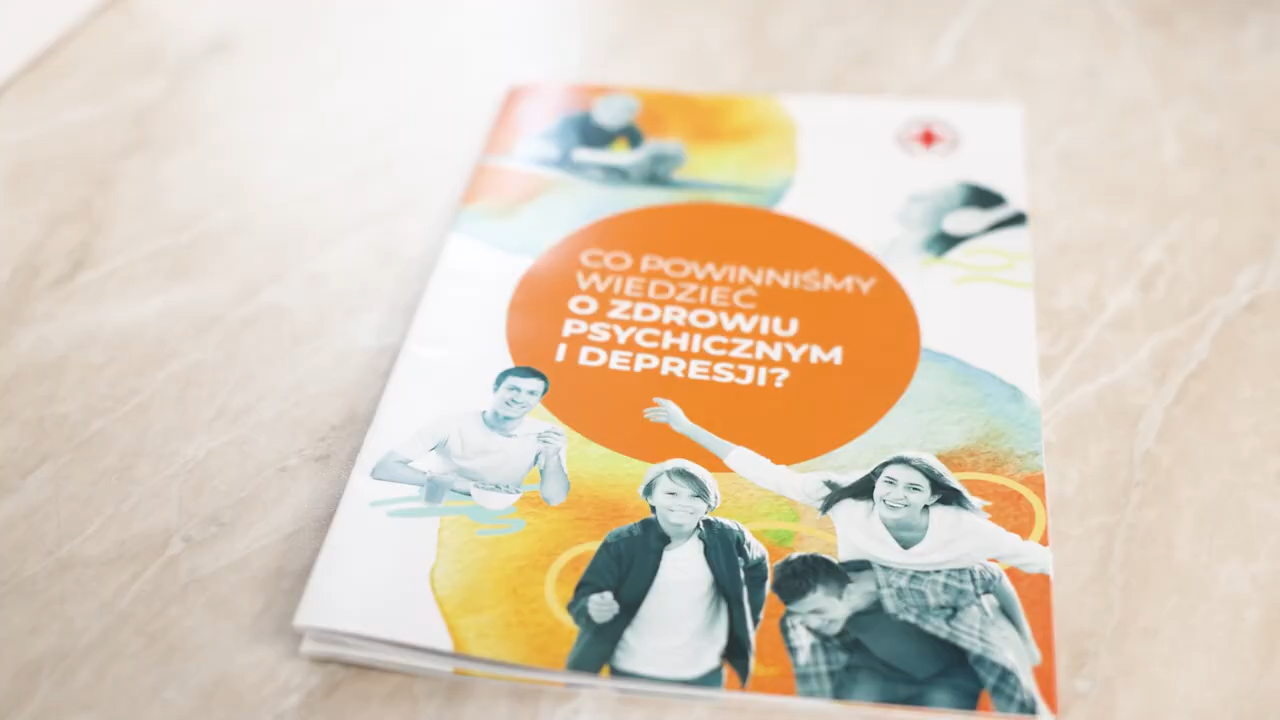 CO POWINNIŚMY
WIEDZIEĆ
O ZDROWIU
PSYCHICZNYM
I DEPRESJI?